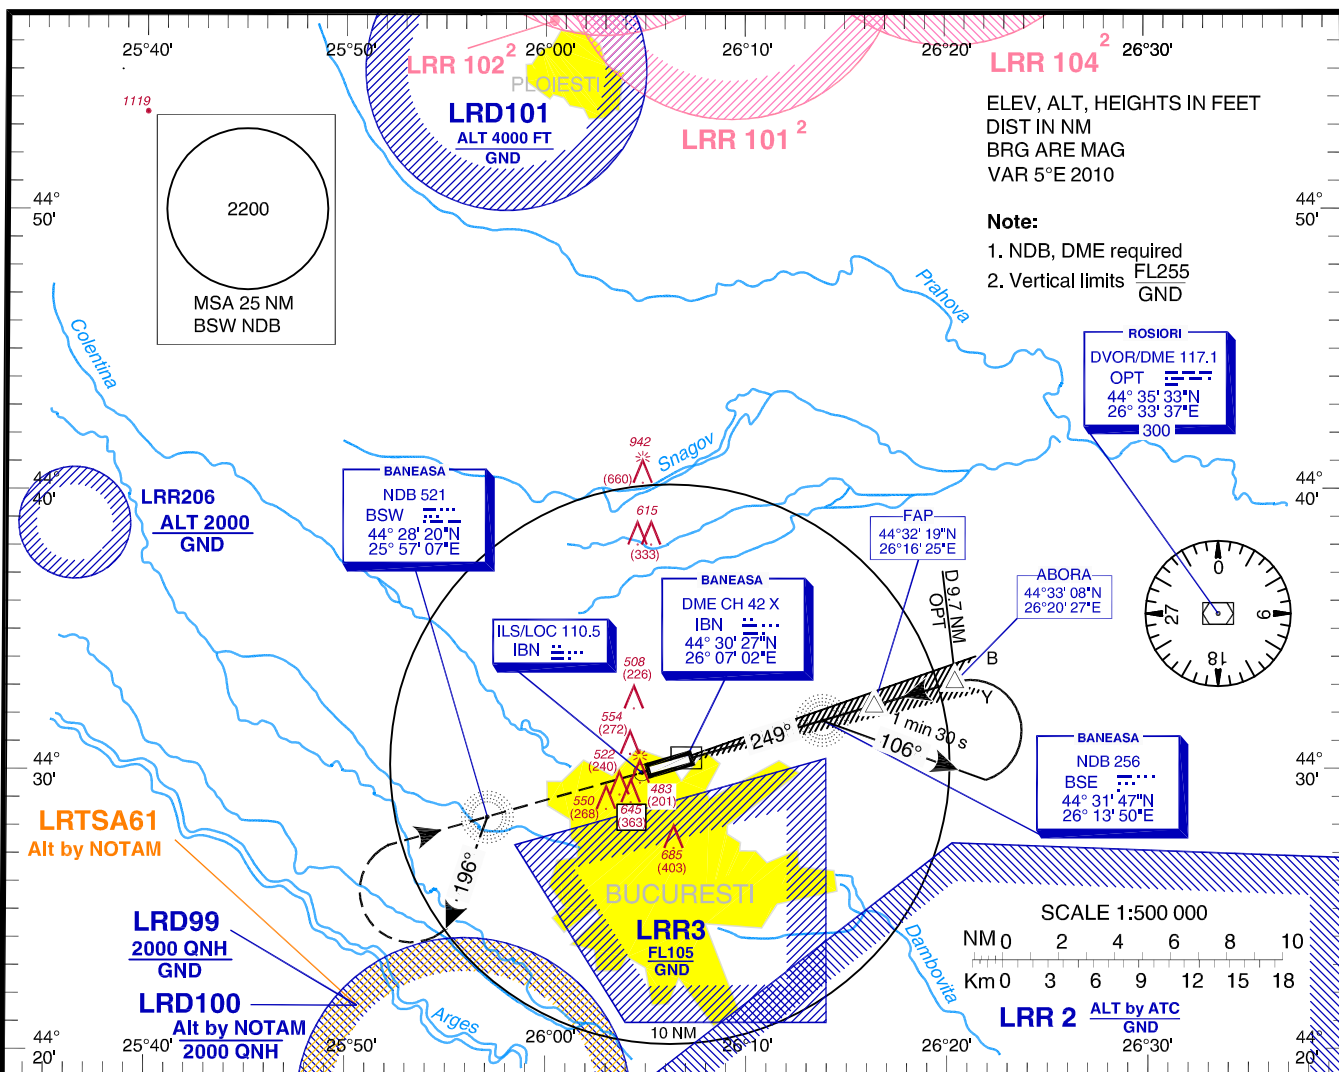 25°40'
25°50'
26°00'
26°10'
26°20'
26°30'
LRR 102 2
PLOIESTI
LRR 104 2
1119
LRD101
ALT 4000 FT
GND
LRR 101 2
ELEV, ALT, HEIGHTS IN FEET
DIST IN NM
BRG ARE MAG
VAR 5°E 2010
44°
50'
44°
50'
2200
MSA 25 NM
BSW NDB
Note:
1. NDB, DME required
2. Vertical limits FL255
GND
Colentina
Prahova
ROSIORI
DVOR/DME 117.1
OPT
44° 35' 33"N
26° 33' 37"E
300
942
(660)
Snagov
615
(333)
44°
40'
44°
40'
BANEASA
NDB 521
BSW
44° 28' 20"N
25° 57' 07"E
LRR206
ALT 2000
GND
FAP
44°32' 19"N
26°16' 25"E
ABORA
44°33' 08"N
26°20' 27"E
D 9.7 NM
OPT
BANEASA
DME CH 42 X
IBN
44° 30' 27"N
26° 07' 02"E
ILS/LOC 110.5
IBN
0
9
18
27
508
(226)
554
(272)
522
(240)
550
(268)
483
(201)
645
(363)
685
(403)
B
Y
249°
1 min 30 s
106°
196°
44°
30'
44°
30'
BANEASA
NDB 256
BSE
44° 31' 47"N
26° 13' 50"E
LRTSA61
Alt by NOTAM
BUCURESTI
LRR3
FL105
GND
LRD99
2000 QNH
GND
LRD100
Alt by NOTAM
2000 QNH
Arges
Dambovita
SCALE 1:500 000
NM 0 2 4 6 8 10
Km 0 3 6 9 12 15 18
LRR 2 ALT by ATC
GND
10 NM
44°
20'
25°40'
25°50'
26°00'
26°10'
26°20'
26°30'
44°
20'